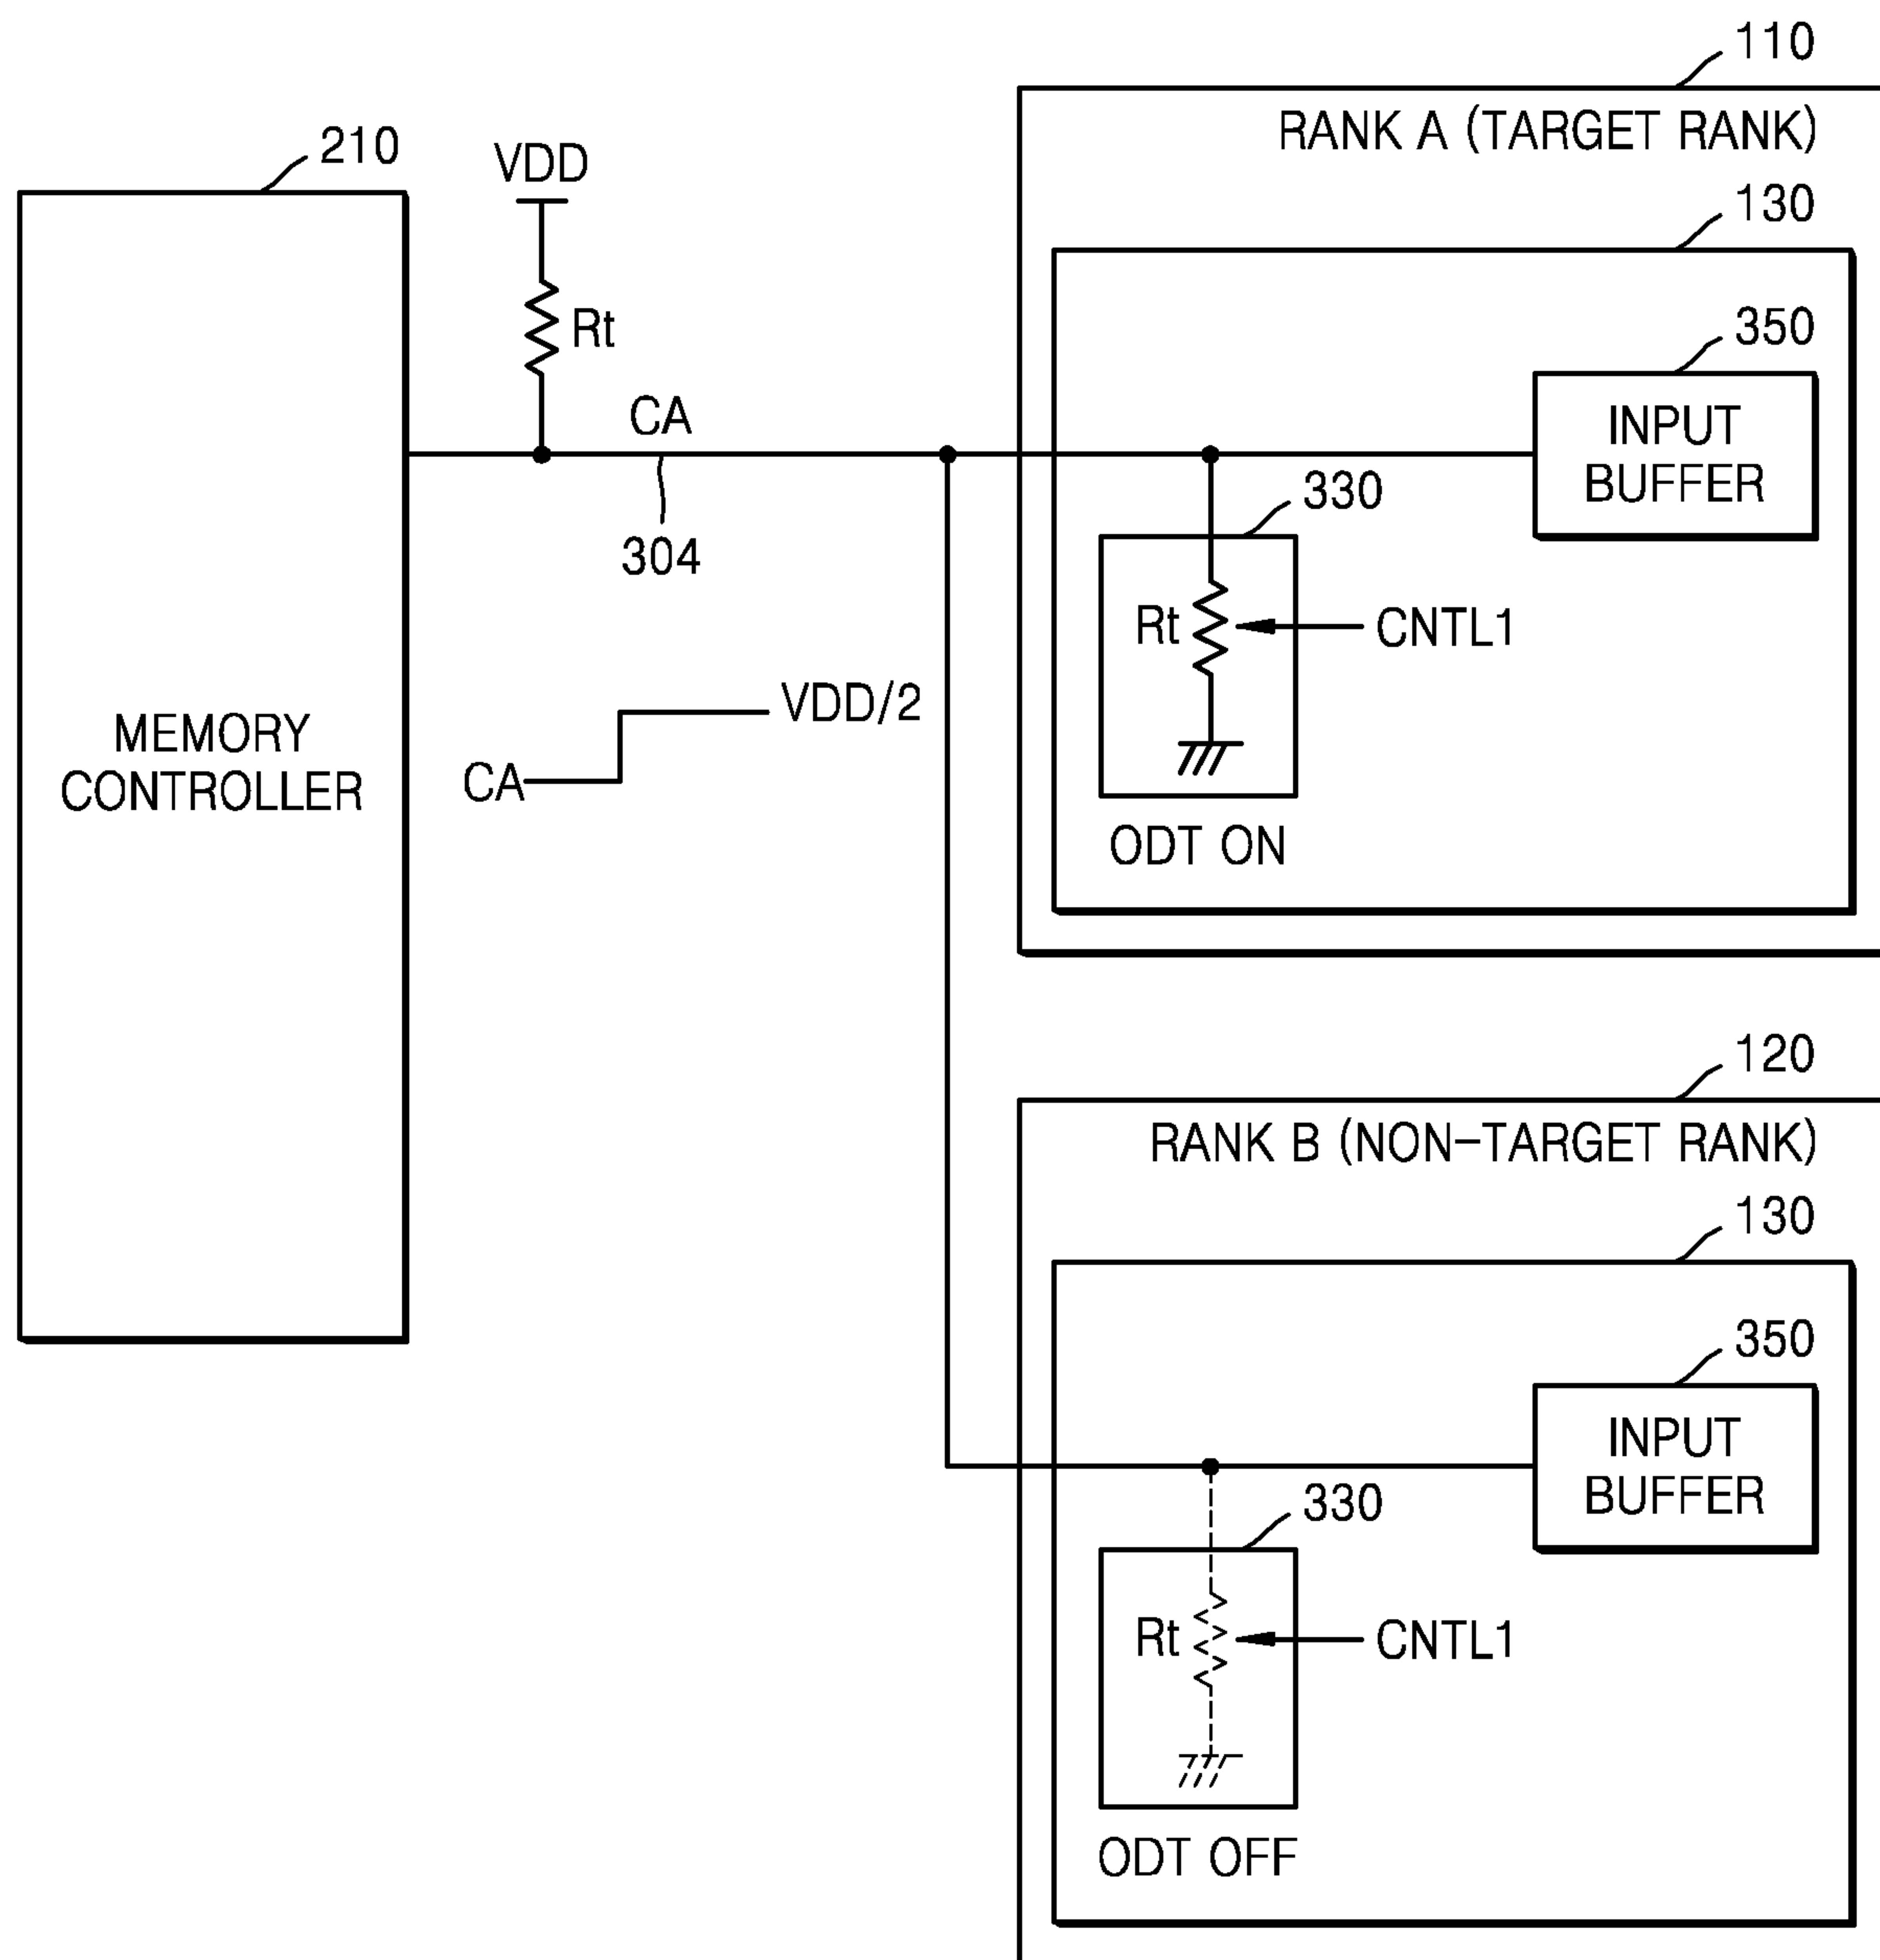 110
RANK A (TARGET RANK)
210
VDD
130
Rt
350
CA
INPUT
BUFFER
330
304
Rt
CNTL1
VDD/2
MEMORY
CONTROLLER
CA
ODT ON
120
RANK B (NON-TARGET RANK)
130
350
INPUT
BUFFER
330
Rt
CNTL1
ODT OFF